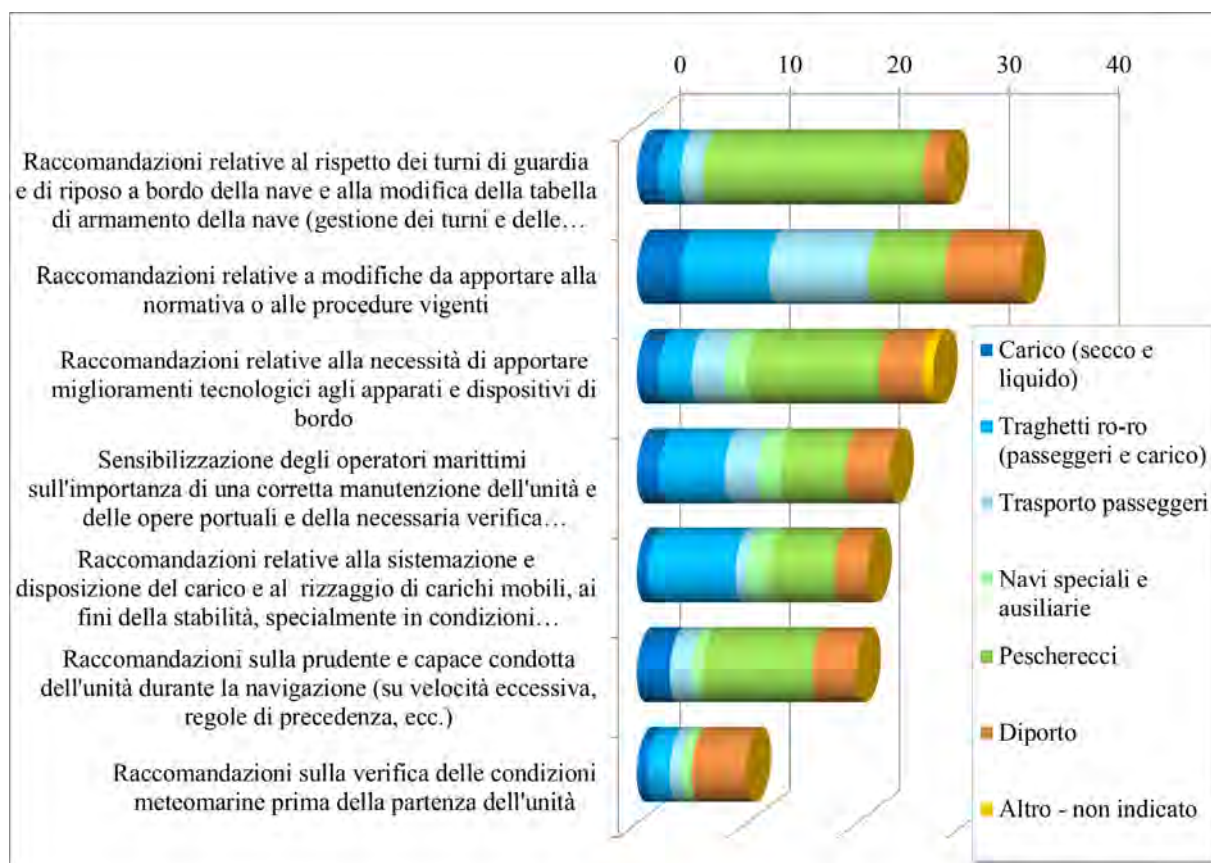 0 10 20 30 40
Raccomandazioni relative al rispetto dei turni di guardia
e di riposo a bordo della nave e alla modifica della tabella
di armamento della nave (gestione dei turni e delle…
Raccomandazioni relative a modifiche da apportare alla
normativa o alle procedure vigenti
Raccomandazioni relative alla necessità di apportare
miglioramenti tecnologici agli apparati e dispositivi di
bordo
Sensibilizzazione degli operatori marittimi
sull'importanza di una corretta manutenzione dell'unità e
delle opere portuali e della necessaria verifica…
Raccomandazioni relative alla sistemazione e
disposizione del carico e al rizzaggio di carichi mobili, ai
fini della stabilità, specialmente in condizioni…
Raccomandazioni sulla prudente e capace condotta
dell'unità durante la navigazione (su velocità eccessiva,
regole di precedenza, ecc.)
Raccomandazioni sulla verifica delle condizioni
meteomarine prima della partenza dell'unità
Carico (secco e
liquido)
Traghetti ro-ro
(passeggeri e carico)
Trasporto passeggeri
Navi speciali e
ausiliarie
Pescherecci
Diporto
Altro - non indicato